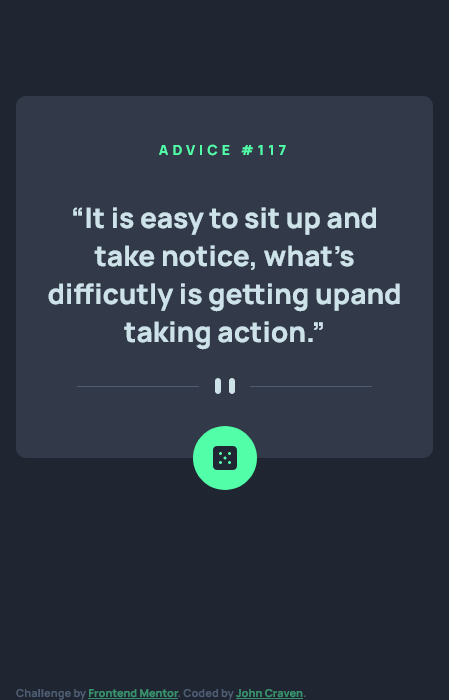 ADVICE #117
“It is easy to sit up and
take notice, what’s
difficutly is getting upand
taking action.”
Challenge by Frontend Mentor. Coded by John Craven.